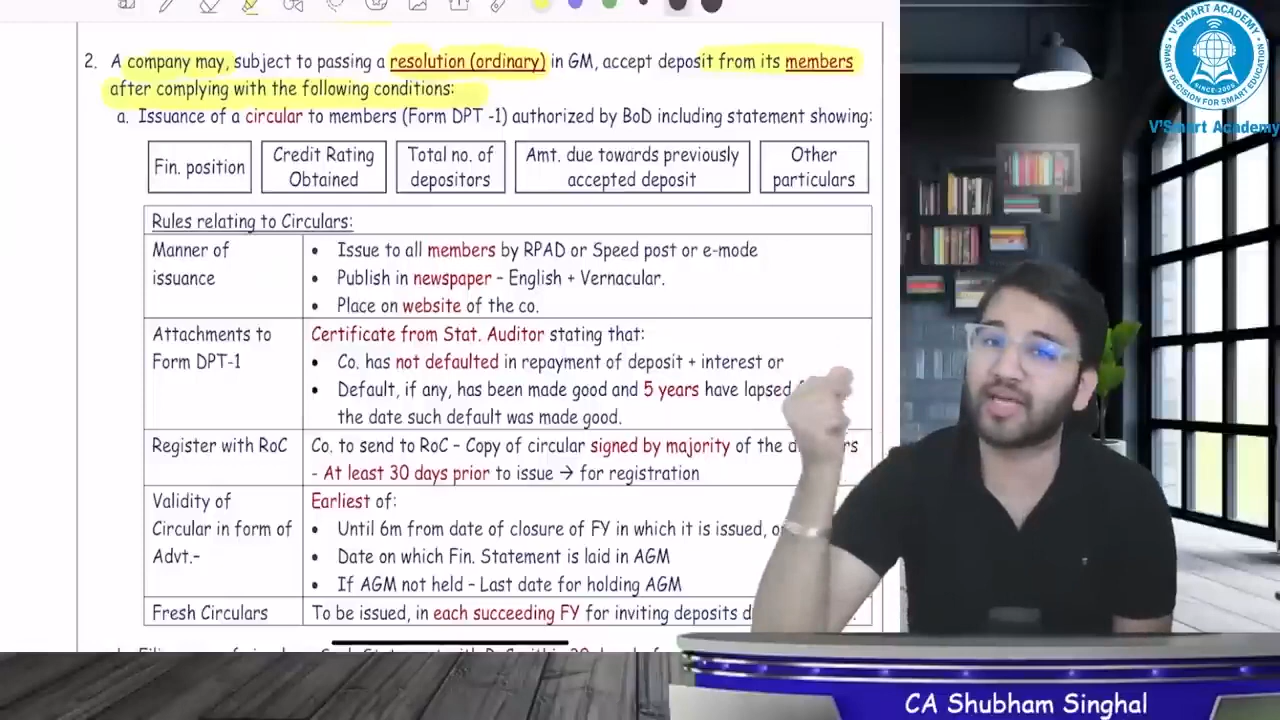 2. A company may, subject to passing a resolution (ordinary) in GM, accept deposit from its members
after complying with the following conditions:
a. Issuance of a circular to members (Form DPT -1) authorized by BoD including statement showing:
Fin. position
Credit Rating
Obtained
Total no. of
depositors
Amt. due towards previously
accepted deposit
Other
particulars
Rules relating to Circulars:
Manner of
issuance
• Issue to all members by RPAD or Speed post or e-mode
• Publish in newspaper – English + Vernacular.
• Place on website of the co.
Attachments to
Form DPT-1
Certificate from Stat. Auditor stating that:
• Co. has not defaulted in repayment of deposit + interest or
• Default, if any, has been made good and 5 years have lapsed
the date such default was made good.
Register with RoC
Co. to send to RoC – Copy of circular signed by majority of the
- At least 30 days prior to issue → for registration
Validity of
Circular in form of
Advt.–
Earliest of:
• Until 6m from date of closure of FY in which it is issued,
• Date on which Fin. Statement is laid in AGM
• If AGM not held – Last date for holding AGM
Fresh Circulars
To be issued, in each succeeding FY for inviting deposits
V'SMART ACADEMY
SMART DECISION FOR SMART EDUCATION
SINCE-2005
V'Smart Academy
CA Shubham Singhal